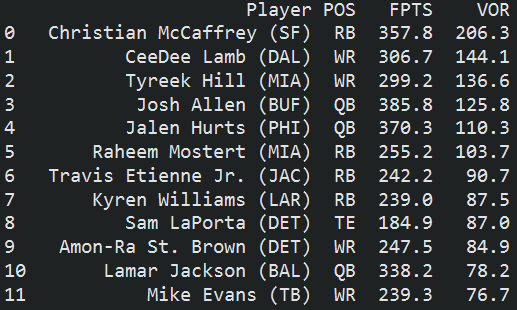 Player POS FPTS VOR
0 Christian McCaffrey (SF) RB 357.8 206.3
1 CeeDee Lamb (DAL) WR 306.7 144.1
2 Tyreek Hill (MIA) WR 299.2 136.6
3 Josh Allen (BUF) QB 385.8 125.8
4 Jalen Hurts (PHI) QB 370.3 110.3
5 Raheem Mostert (MIA) RB 255.2 103.7
6 Travis Etienne Jr. (JAC) RB 242.2 90.7
7 Kyren Williams (LAR) RB 239.0 87.5
8 Sam LaPorta (DET) TE 184.9 87.0
9 Amon-Ra St. Brown (DET) WR 247.5 84.9
10 Lamar Jackson (BAL) QB 338.2 78.2
11 Mike Evans (TB) WR 239.3 76.7